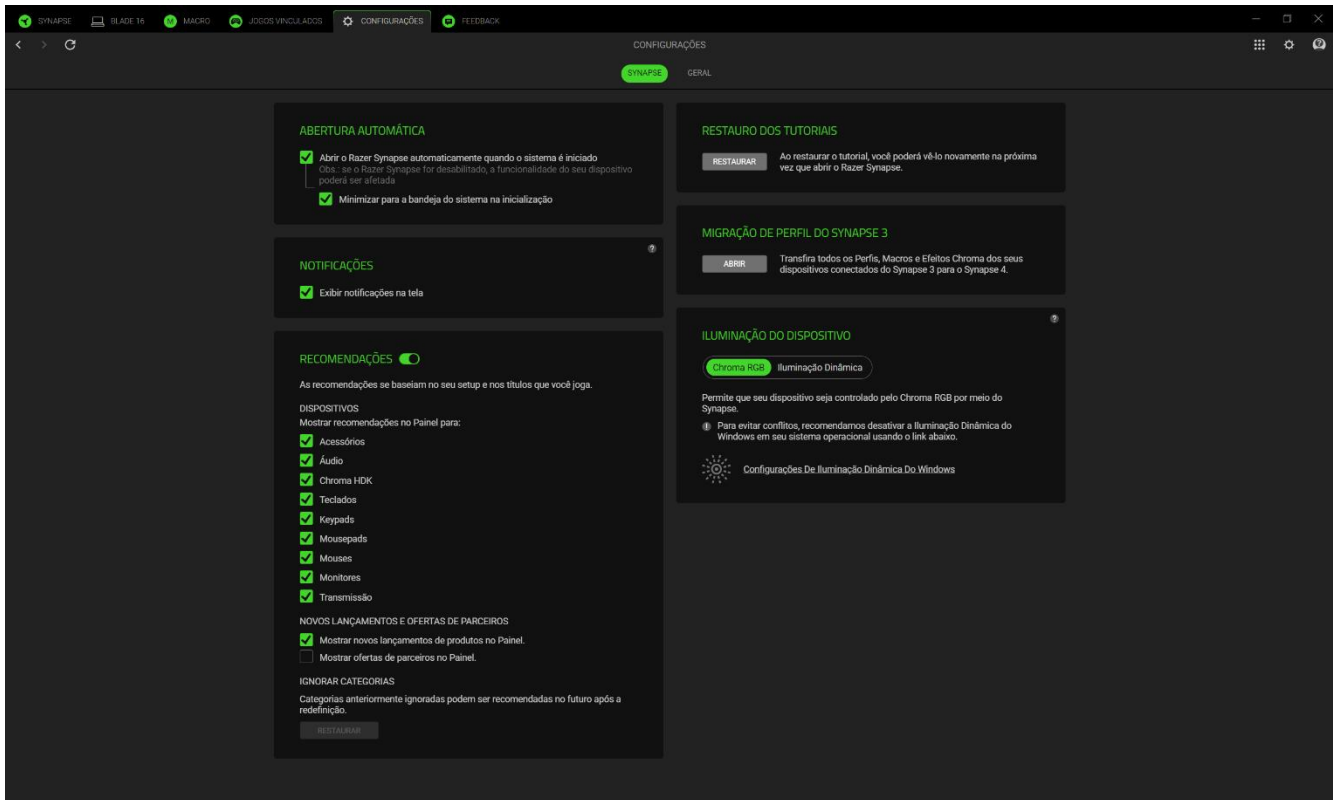 SYNAPSE
BLADE 16
M
MACRO
JOGOS VINCULADOS
CONFIGURAÇÕES
FEEDBACK
CONFIGURAÇÕES
SYNAPSE
GERAL
ABERTURA AUTOMÁTICA
Abrir o Razer Synapse automaticamente quando o sistema é iniciado
Obs.: se o Razer Synapse for desabilitado, a funcionalidade do seu dispositivo
poderá ser afetada
Minimizar para a bandeja do sistema na inicialização
?
NOTIFICAÇÕES
Exibir notificações na tela
RECOMENDAÇÕES
As recomendações se baseiam no seu setup e nos títulos que você joga.
DISPOSITIVOS
Mostrar recomendações no Painel para:
Acessórios
Áudio
Chroma HDK
Teclados
Keypads
Mousepads
Mouses
Monitores
Transmissão
NOVOS LANÇAMENTOS E OFERTAS DE PARCEIROS
Mostrar novos lançamentos de produtos no Painel.
Mostrar ofertas de parceiros no Painel.
IGNORAR CATEGORIAS
Categorias anteriormente ignoradas podem ser recomendadas no futuro após a
redefinição.
RESTAURAR
RESTAURO DOS TUTORIAIS
RESTAURAR
Ao restaurar o tutorial, você poderá vê-lo novamente na próxima
vez que abrir o Razer Synapse.
MIGRAÇÃO DE PERFIL DO SYNAPSE 3
ABRIR
Transfira todos os Perfis, Macros e Efeitos Chroma dos seus
dispositivos conectados do Synapse 3 para o Synapse 4.
?
ILUMINAÇÃO DO DISPOSITIVO
Chroma RGB
Iluminação Dinâmica
Permite que seu dispositivo seja controlado pelo Chroma RGB por meio do
Synapse.
Para evitar conflitos, recomendamos desativar a Iluminação Dinâmica do
Windows em seu sistema operacional usando o link abaixo.
Configurações De Iluminação Dinâmica Do Windows